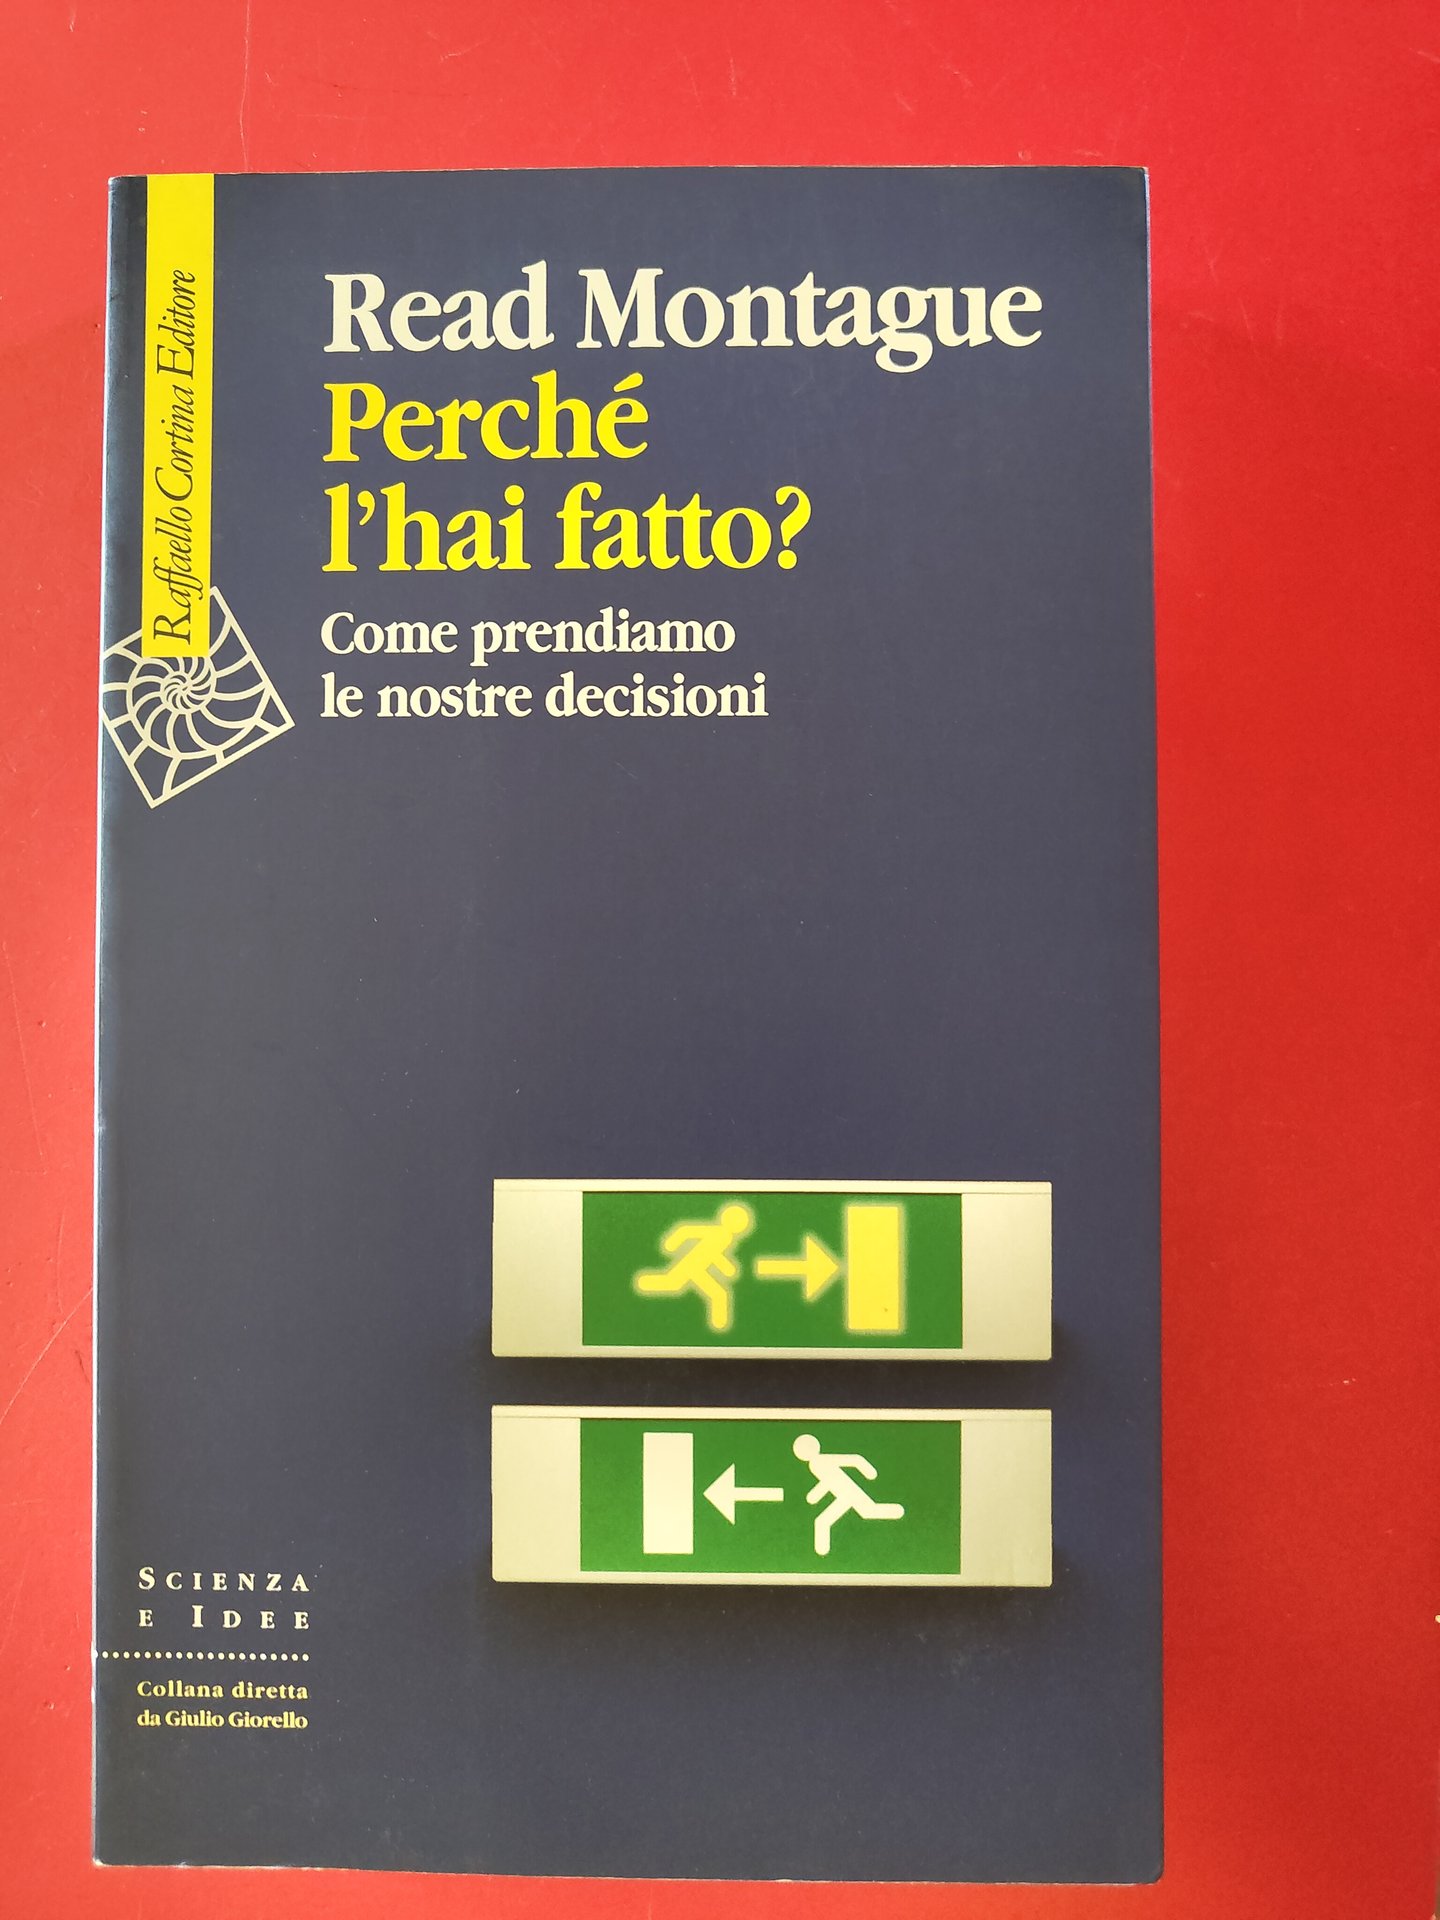 Raffaello Cortina Editore
Read Montague
Perché
l'hai fatto?
Come prendiamo
le nostre decisioni
SCIENZA
E IDEE
Collana diretta
da Giulio Giorello